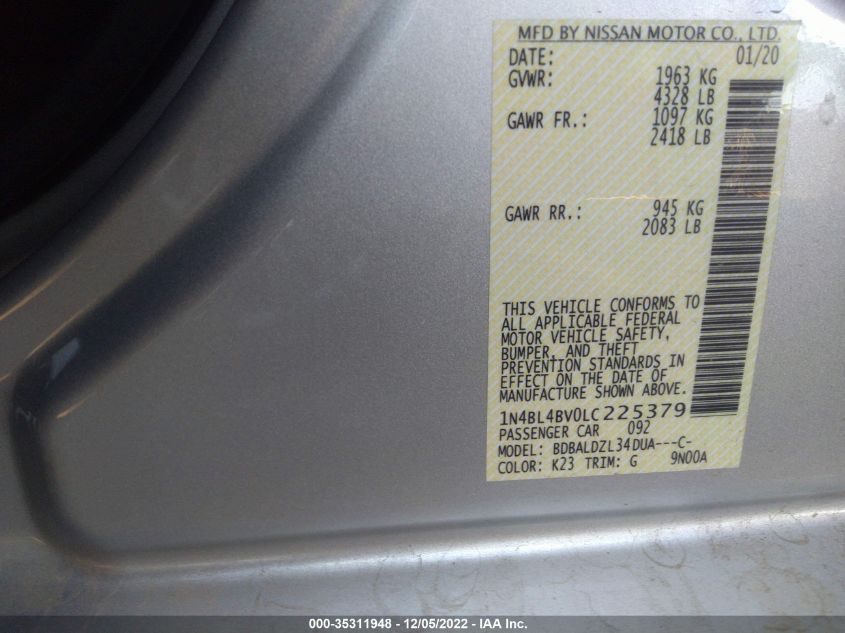 MFD BY NISSAN MOTOR CO., LTD.
DATE: 01/20
GVWR: 1963 KG
4328 LB
GAWR FR.: 1097 KG
2418 LB
GAWR RR.: 945 KG
2083 LB
THIS VEHICLE CONFORMS TO
ALL APPLICABLE FEDERAL
MOTOR VEHICLE SAFETY,
BUMPER, AND THEFT
PREVENTION STANDARDS IN
EFFECT ON THE DATE OF
MANUFACTURE SHOWN ABOVE.
1N4BL4BV0LC225379
PASSENGER CAR 092
MODEL: BDBALDZL34DUA---C-
COLOR: K23 TRIM: G 9N00A
000-35311948 - 12/05/2022 - IAA Inc.